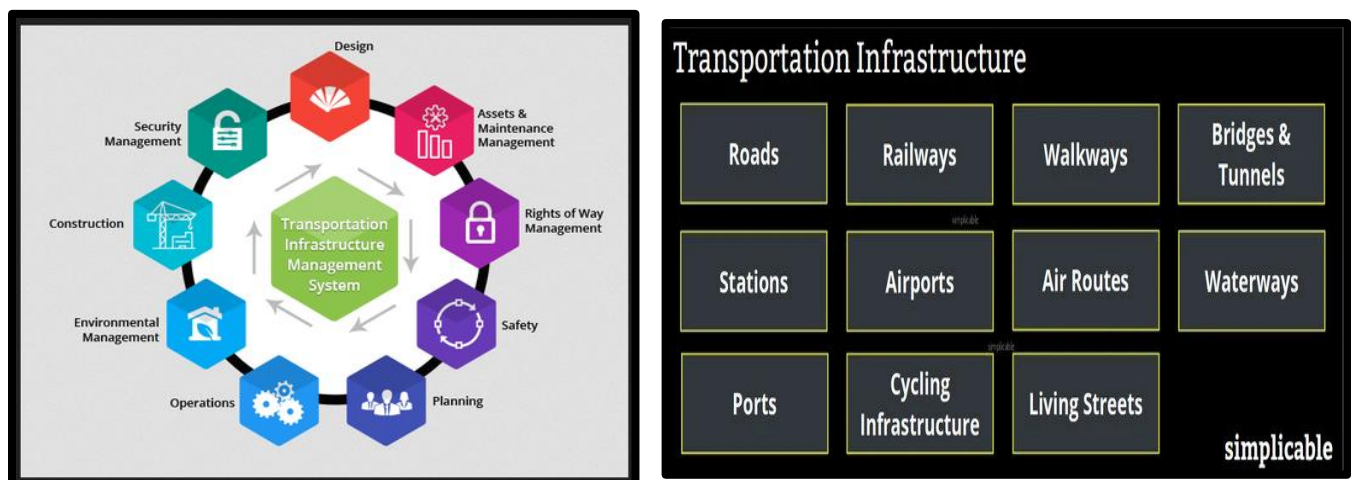 Design
Assets &
Maintenance
Management
Rights of Way
Management
Safety
Planning
Operations
Environmental
Management
Construction
Security
Management
Transportation
Infrastructure
Management
System
Transportation Infrastructure
Roads
Railways
Walkways
Bridges &
Tunnels
simplicable
Stations
Airports
Air Routes
Waterways
simplicable
Ports
Cycling
Infrastructure
Living Streets
simplicable